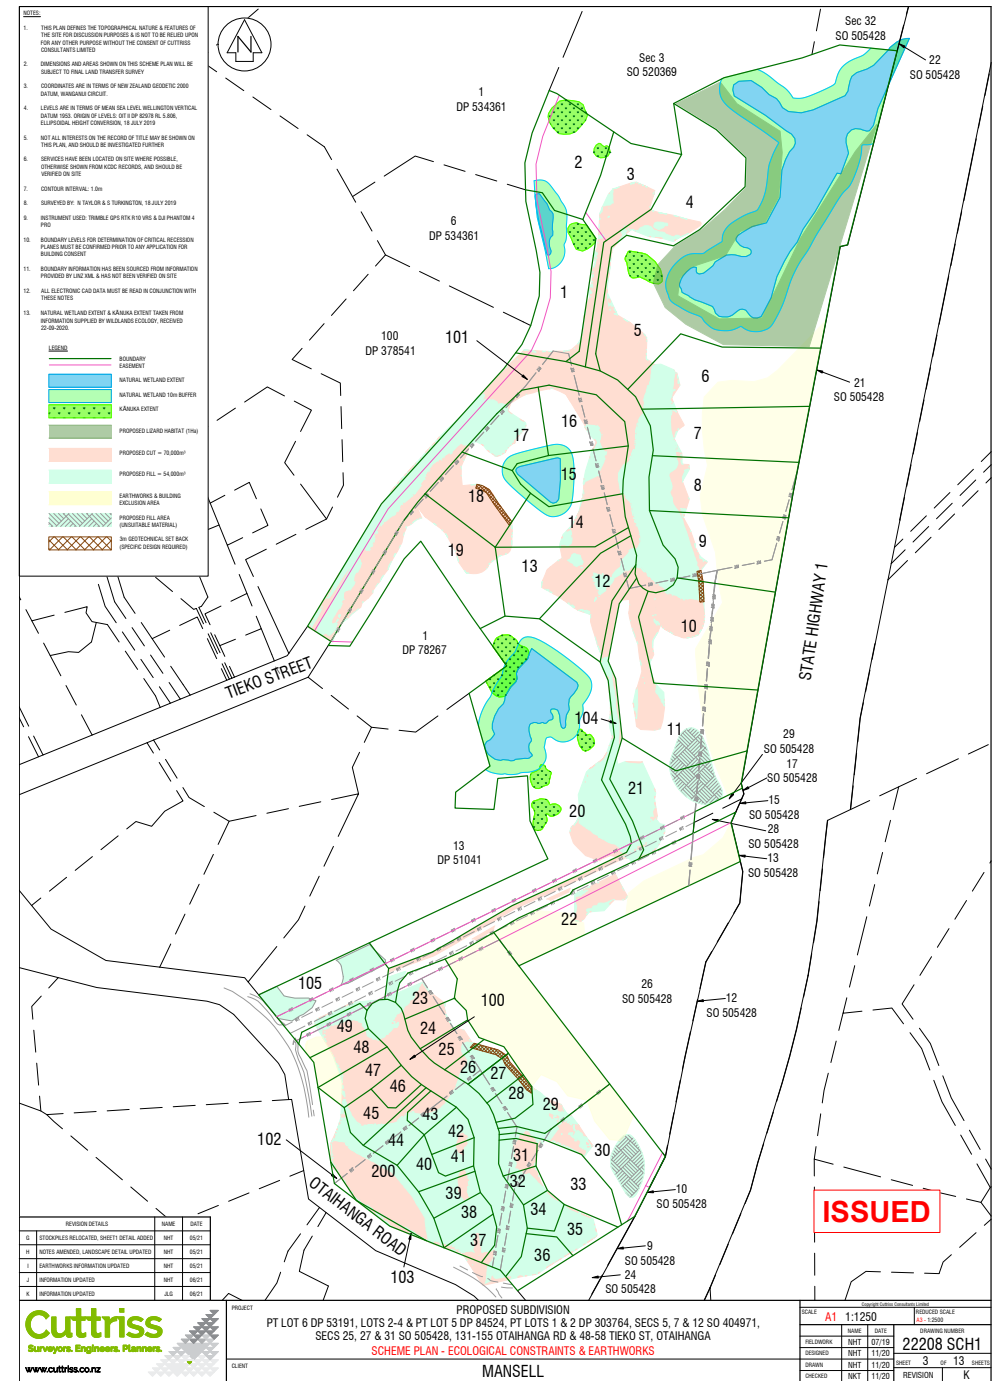 NOTES:
1. THIS PLAN DEFINES THE TOPOGRAPHICAL NATURE & FEATURES OF
THE SITE FOR DISCUSSION PURPOSES & IS NOT TO BE RELIED UPON
FOR ANY OTHER PURPOSE WITHOUT THE CONSENT OF CUTTRISS
CONSULTANTS LIMITED
2. DIMENSIONS AND AREAS SHOWN ON THIS SCHEME PLAN WILL BE
SUBJECT TO FINAL LAND TRANSFER SURVEY
3. COORDINATES ARE IN TERMS OF NEW ZEALAND GEODETIC 2000
DATUM, WANGANUI CIRCUIT.
4. LEVELS ARE IN TERMS OF MEAN SEA LEVEL WELLINGTON VERTICAL
DATUM 1953. ORIGIN OF LEVELS: OIT II DP 82978 RL 5.806,
ELLIPSOIDAL HEIGHT CONVERSION, 18 JULY 2019
5. NOT ALL INTERESTS ON THE RECORD OF TITLE MAY BE SHOWN ON
THIS PLAN, AND SHOULD BE INVESTIGATED FURTHER
6. SERVICES HAVE BEEN LOCATED ON SITE WHERE POSSIBLE,
OTHERWISE SHOWN FROM KCDC RECORDS, AND SHOULD BE
VERIFIED ON SITE
7. CONTOUR INTERVAL: 1.0m
8. SURVEYED BY: N TAYLOR & S TURKINGTON, 18 JULY 2019
9. INSTRUMENT USED: TRIMBLE GPS RTK R10 VRS & DJI PHANTOM 4
PRO
10. BOUNDARY LEVELS FOR DETERMINATION OF CRITICAL RECESSION
PLANES MUST BE CONFIRMED PRIOR TO ANY APPLICATION FOR
BUILDING CONSENT
11. BOUNDARY INFORMATION HAS BEEN SOURCED FROM INFORMATION
PROVIDED BY LINZ XML & HAS NOT BEEN VERIFIED ON SITE
12. ALL ELECTRONIC CAD DATA MUST BE READ IN CONJUNCTION WITH
THESE NOTES
13. NATURAL WETLAND EXTENT & KĀNUKA EXTENT TAKEN FROM
INFORMATION SUPPLIED BY WILDLANDS ECOLOGY, RECEIVED
22-09-2020.
LEGEND
BOUNDARY
EASEMENT
NATURAL WETLAND EXTENT
NATURAL WETLAND 10m BUFFER
KĀNUKA EXTENT
PROPOSED LIZARD HABITAT (1Ha)
PROPOSED CUT = 70,000m³
PROPOSED FILL = 54,000m³
EARTHWORKS & BUILDING
EXCLUSION AREA
PROPOSED FILL AREA
(UNSUITABLE MATERIAL)
3m GEOTECHNICAL SET BACK
(SPECIFIC DESIGN REQUIRED)
N
Sec 32
SO 505428
22
SO 505428
Sec 3
SO 520369
1
DP 534361
2
3
4
6
DP 534361
1
5
100
DP 378541
101
6
21
SO 505428
16
17
7
15
8
18
14
9
19
13
12
10
STATE HIGHWAY 1
1
DP 78267
TIEKO STREET
104
11
29
SO 505428
17
SO 505428
21
15
SO 505428
20
28
SO 505428
13
DP 51041
13
SO 505428
22
26
SO 505428
105
12
SO 505428
23
100
49
24
48
25
47
26
27
46
28
45
29
43
44
42
102
41
30
200
40
31
32
33
39
10
SO 505428
38
34
35
OTAIHANGA ROAD
37
36
9
SO 505428
24
SO 505428
103
ISSUED
REVISION DETAILS NAME DATE
G STOCKPILES RELOCATED, SHEET1 DETAIL ADDED NHT 05/21
H NOTES AMENDED, LANDSCAPE DETAIL UPDATED NHT 05/21
I EARTHWORKS INFORMATION UPDATED NHT 05/21
J INFORMATION UPDATED NHT 06/21
K INFORMATION UPDATED JLG 06/21
Cuttriss
Surveyors. Engineers. Planners.
www.cuttriss.co.nz
PROJECT
PROPOSED SUBDIVISION
PT LOT 6 DP 53191, LOTS 2-4 & PT LOT 5 DP 84524, PT LOTS 1 & 2 DP 303764, SECS 5, 7 & 12 SO 404971,
SECS 25, 27 & 31 SO 505428, 131-155 OTAIHANGA RD & 48-58 TIEKO ST, OTAIHANGA
SCHEME PLAN - ECOLOGICAL CONSTRAINTS & EARTHWORKS
CLIENT
MANSELL
Copyright Cuttriss Consultants Limited
SCALE A1 1:1250
REDUCED SCALE
A3 - 1:2500
NAME DATE
FIELDWORK NHT 07/19
DESIGNED NHT 11/20
DRAWN NHT 11/20
CHECKED NKT 11/20
DRAWING NUMBER
22208 SCH1
SHEET 3 OF 13 SHEETS
REVISION K